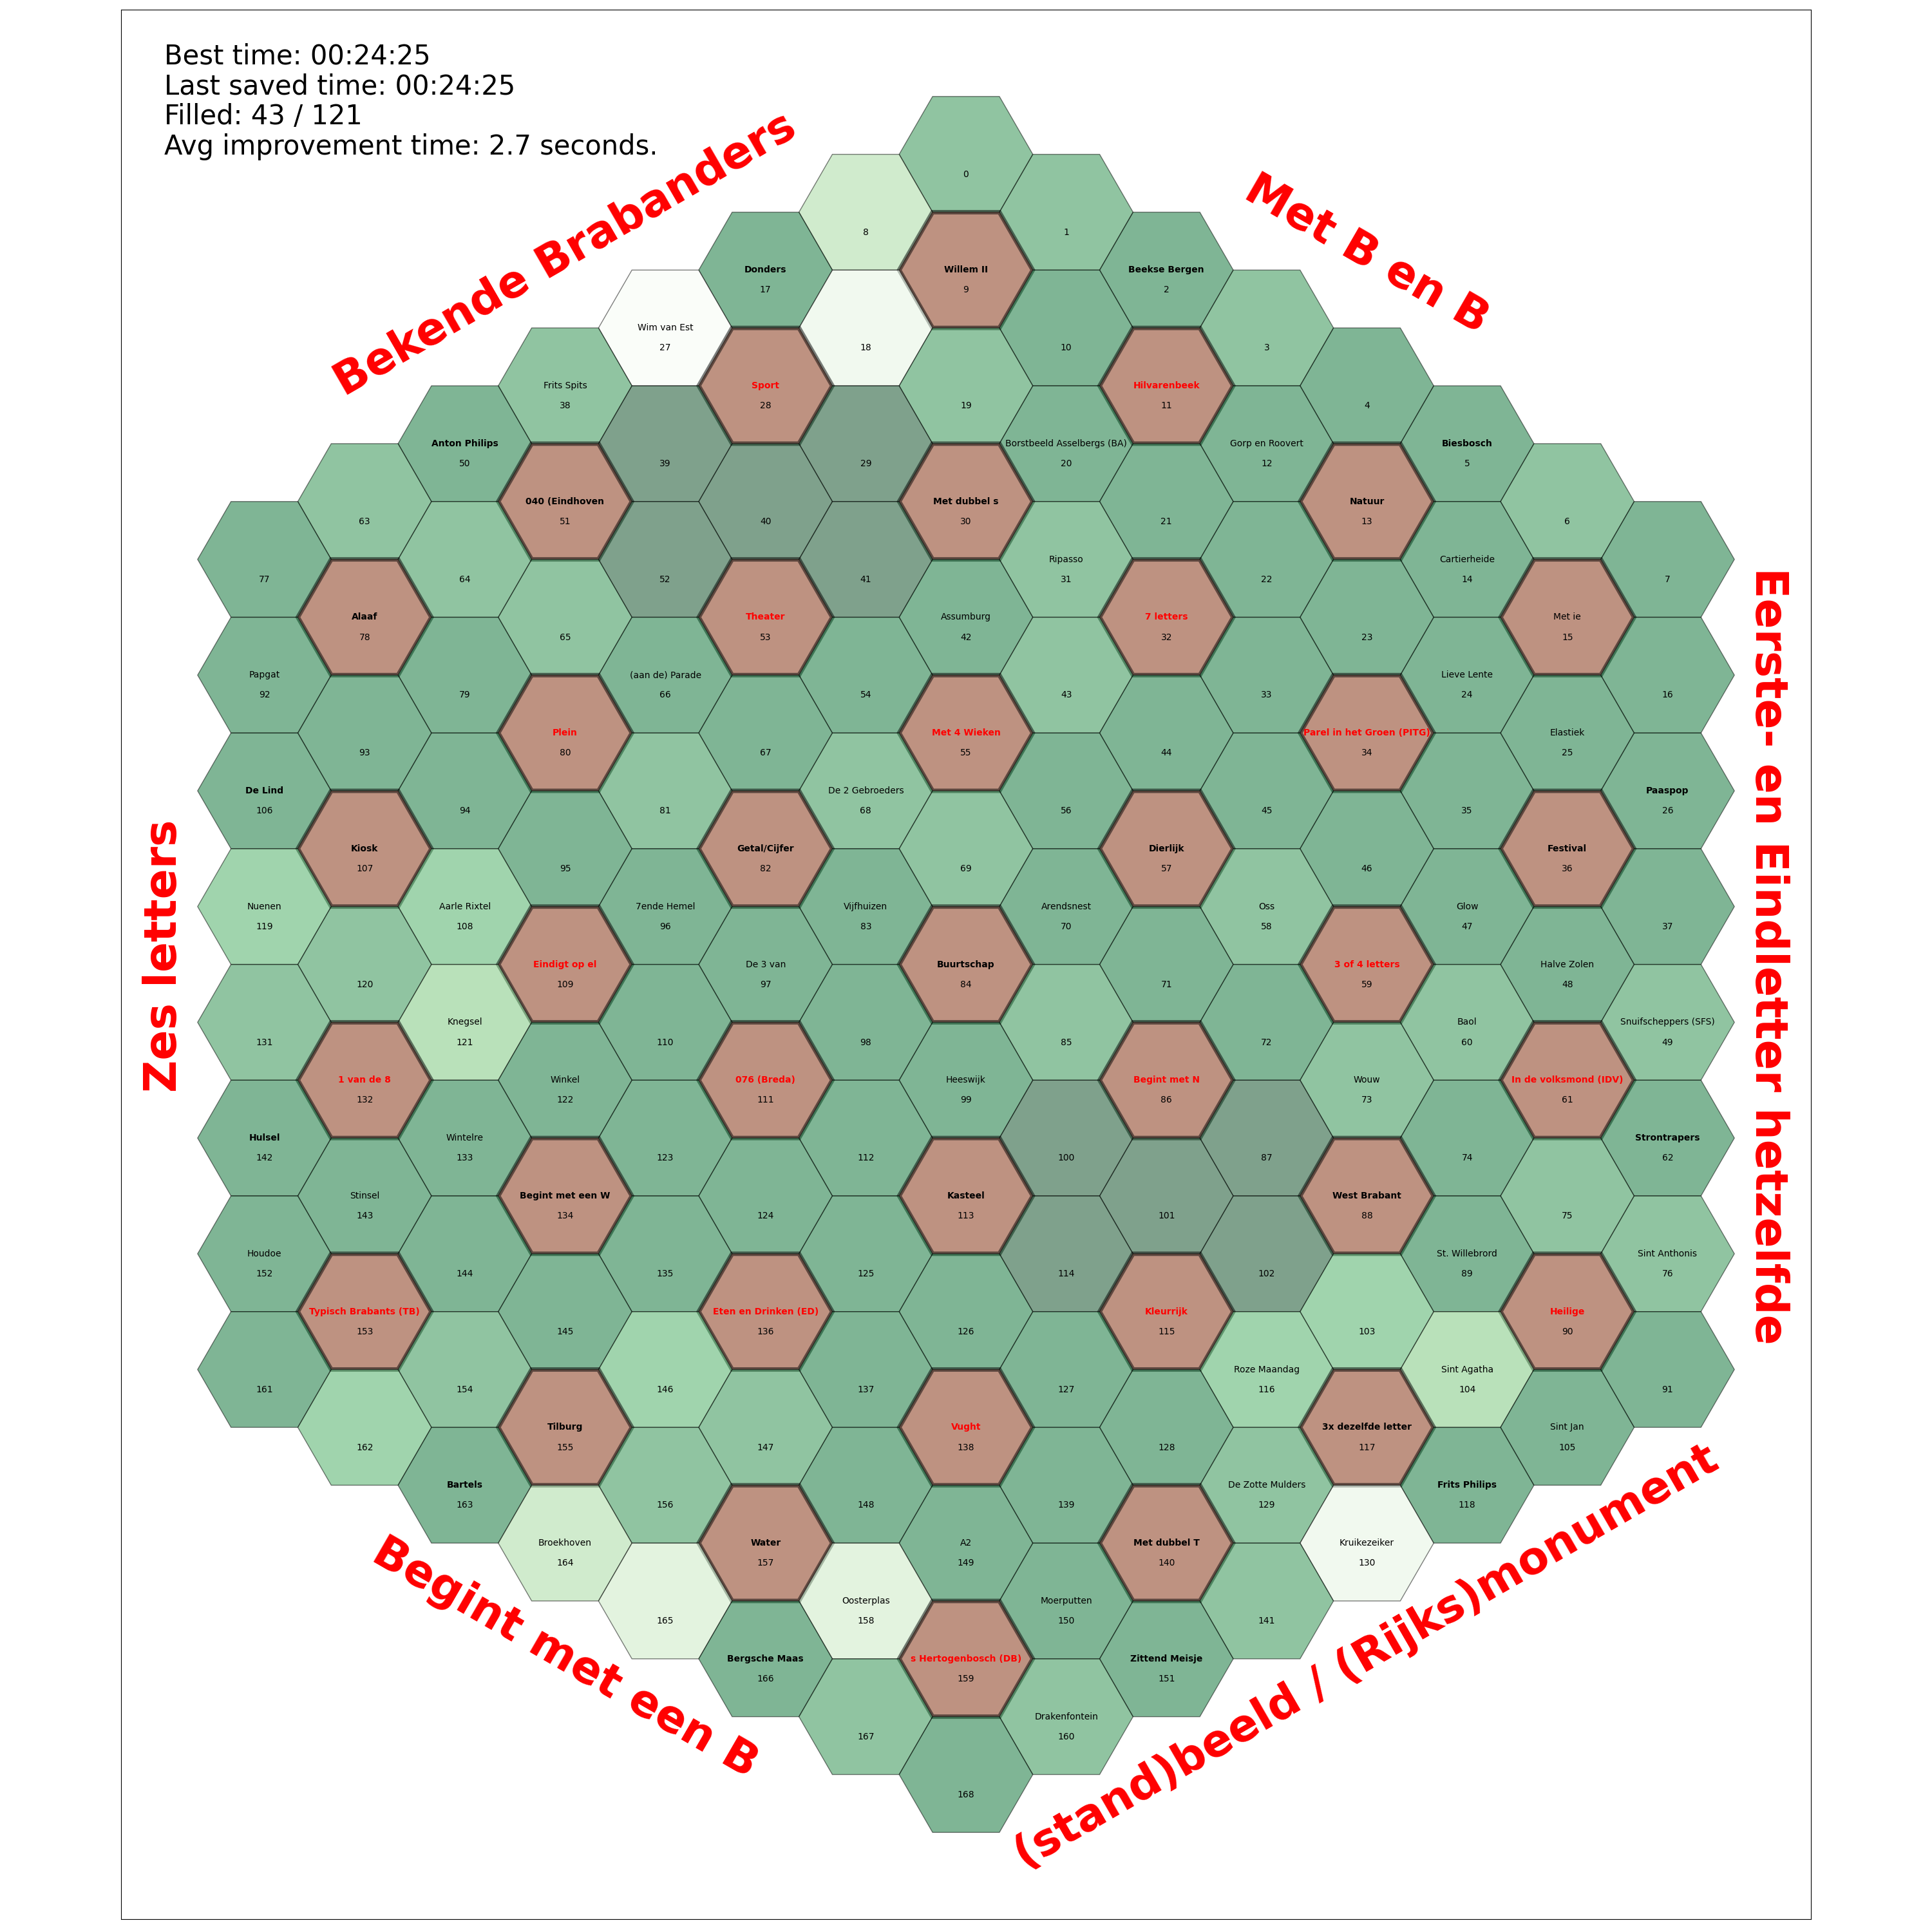 Best time: 00:24:25
Last saved time: 00:24:25
Filled: 43 / 121
Avg improvement time: 2.7 seconds.
Bekende Brabanders
Met B en B
Eerste- en Eindletter hetzelfde
Zes letters
Begint met een B
(stand)beeld / (Rijks)monument
0
8
1
Donders
17
Willem II
9
Beekse Bergen
2
Wim van Est
27
18
10
3
Frits Spits
38
Sport
28
19
Hilvarenbeek
11
4
Anton Philips
50
39
29
Borstbeeld Asselbergs (BA)
20
Gorp en Roovert
12
Biesbosch
5
63
040 (Eindhoven
51
40
Met dubbel s
30
21
Natuur
13
6
77
64
52
41
Ripasso
31
22
Cartierheide
14
7
Alaaf
78
65
Theater
53
Assumburg
42
7 letters
32
23
Met ie
15
Papgat
92
79
(aan de) Parade
66
54
43
33
Lieve Lente
24
16
93
Plein
80
67
Met 4 Wieken
55
44
Parel in het Groen (PITG)
34
Elastiek
25
De Lind
106
94
81
De 2 Gebroeders
68
56
45
35
Paaspop
26
Kiosk
107
95
Getal/Cijfer
82
69
Dierlijk
57
46
Festival
36
Nuenen
119
Aarle Rixtel
108
7ende Hemel
96
Vijfhuizen
83
Arendsnest
70
Oss
58
Glow
47
37
120
Eindigt op el
109
De 3 van
97
Buurtschap
84
71
3 of 4 letters
59
Halve Zolen
48
131
Knegsel
121
110
98
85
72
Baol
60
Snuifscheppers (SFS)
49
1 van de 8
132
Winkel
122
076 (Breda)
111
Heeswijk
99
Begint met N
86
Wouw
73
In de volksmond (IDV)
61
Hulsel
142
Wintelre
133
123
112
100
87
74
Strontrapers
62
Stinsel
143
Begint met een W
134
124
Kasteel
113
101
West Brabant
88
75
Houdoe
152
144
135
125
114
102
St. Willebrord
89
Sint Anthonis
76
Typisch Brabants (TB)
153
145
Eten en Drinken (ED)
136
126
Kleurrijk
115
103
Heilige
90
161
154
146
137
127
Roze Maandag
116
Sint Agatha
104
91
162
Tilburg
155
147
Vught
138
128
3x dezelfde letter
117
Sint Jan
105
Bartels
163
156
148
139
De Zotte Mulders
129
Frits Philips
118
Broekhoven
164
Water
157
A2
149
Met dubbel T
140
Kruikezeiker
130
165
Oosterplas
158
Moerputten
150
141
Bergsche Maas
166
s Hertogenbosch (DB)
159
Zittend Meisje
151
167
Drakenfontein
160
168